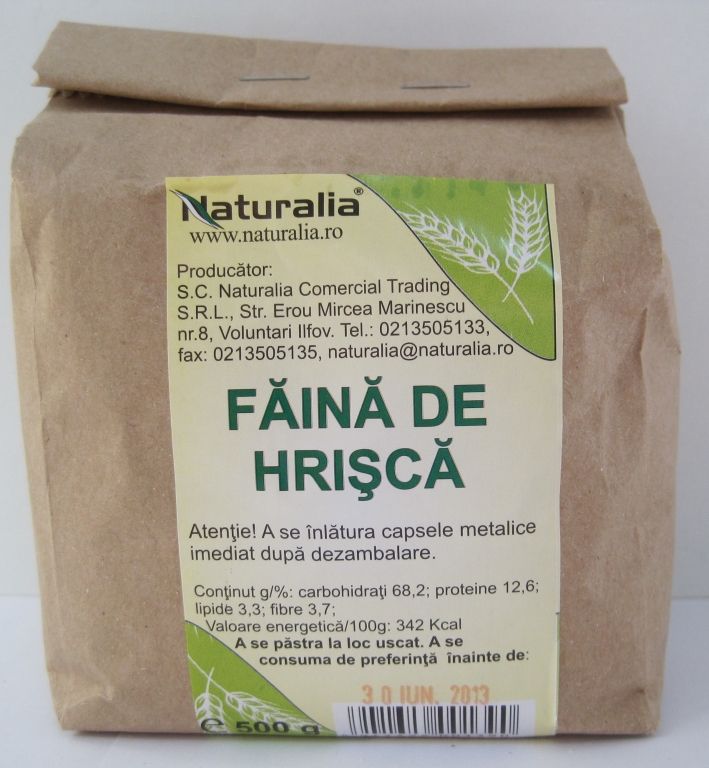 Naturalia®
www.naturalia.ro
Producător:
S.C. Naturalia Comercial Trading
S.R.L., Str. Erou Mircea Marinescu
nr.8, Voluntari Ilfov. Tel.: 0213505133,
fax: 0213505135, naturalia@naturalia.ro
FĂINĂ DE
HRIŞCĂ
Atenţie! A se înlătura capsele metalice
imediat după dezambalare.
Conţinut g/%: carbohidraţi 68,2; proteine 12,6;
lipide 3,3; fibre 3,7;
Valoare energetică/100g: 342 Kcal
A se păstra la loc uscat. A se
consuma de preferinţă înainte de:
30 IUN. 2013
℮ 500 g